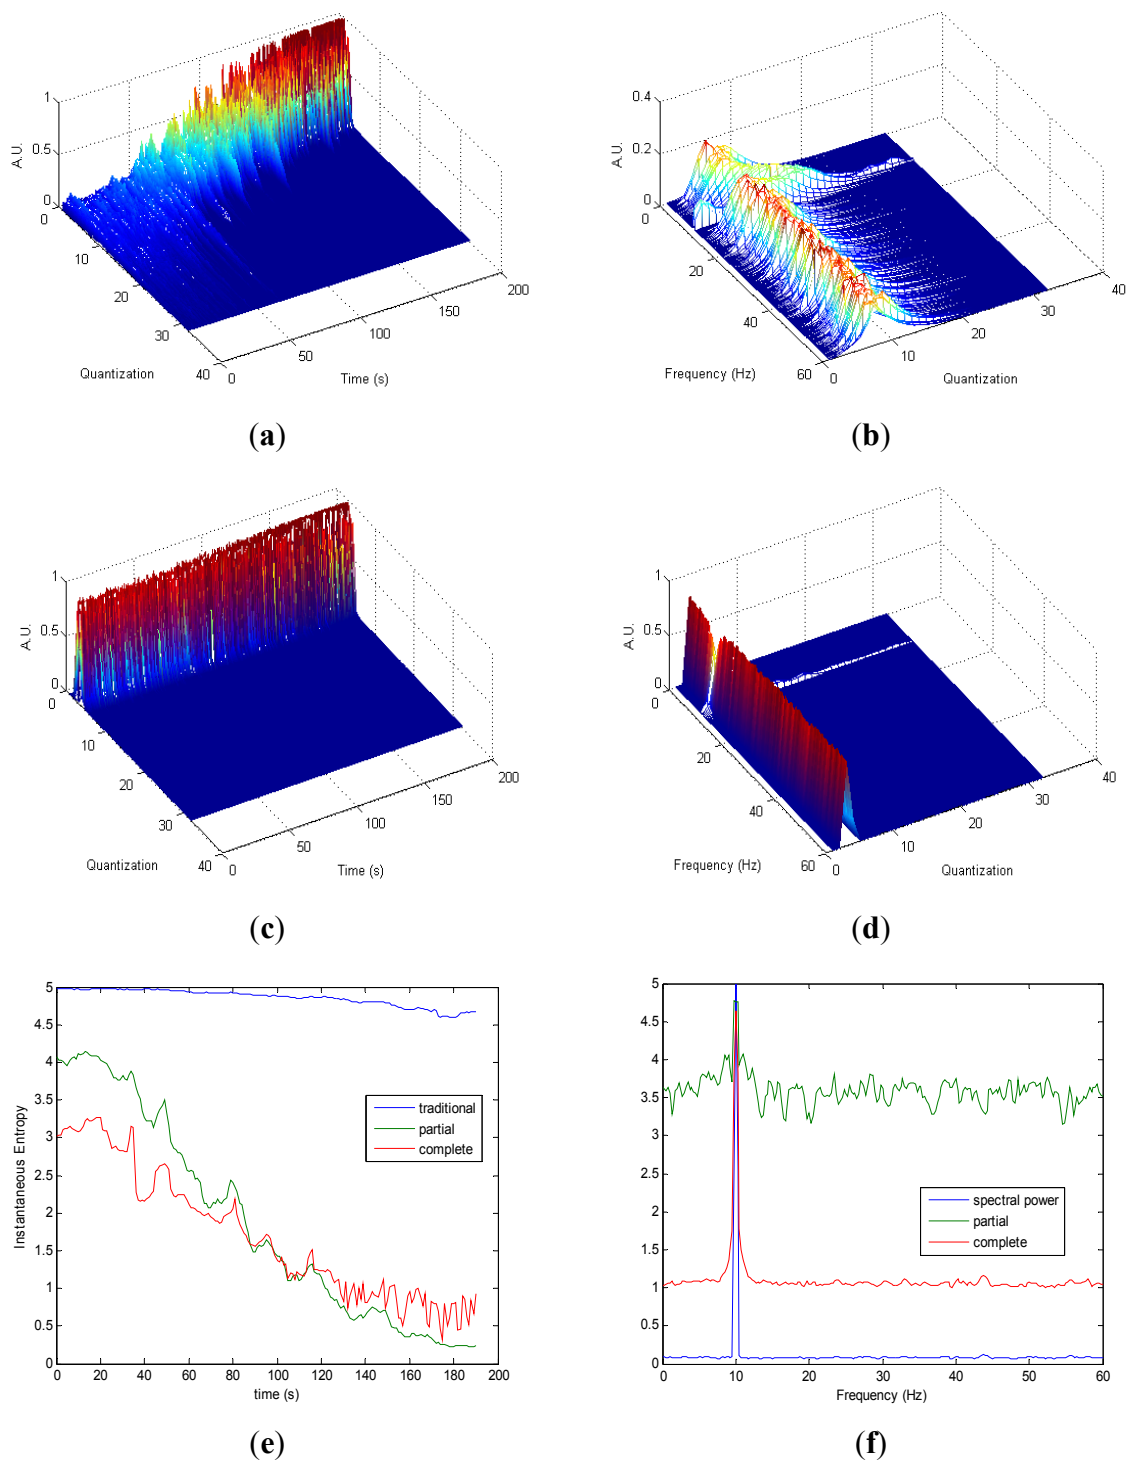 1
0.5
0
A.U.
0
10
20
30
40
Quantization
0
50
100
150
200
Time (s)
(a)
0.4
0.2
0
A.U.
0
20
40
60
Frequency (Hz)
0
10
20
30
40
Quantization
(b)
1
0.5
0
A.U.
0
10
20
30
40
Quantization
0
50
100
150
200
Time (s)
(c)
1
0.5
0
A.U.
0
20
40
60
Frequency (Hz)
0
10
20
30
40
Quantization
(d)
5
4.5
4
3.5
3
2.5
2
1.5
1
0.5
0
Instantaneous Entropy
traditional
partial
complete
0 20 40 60 80 100 120 140 160 180 200
time (s)
(e)
5
4.5
4
3.5
3
2.5
2
1.5
1
0.5
0
spectral power
partial
complete
0 10 20 30 40 50 60
Frequency (Hz)
(f)